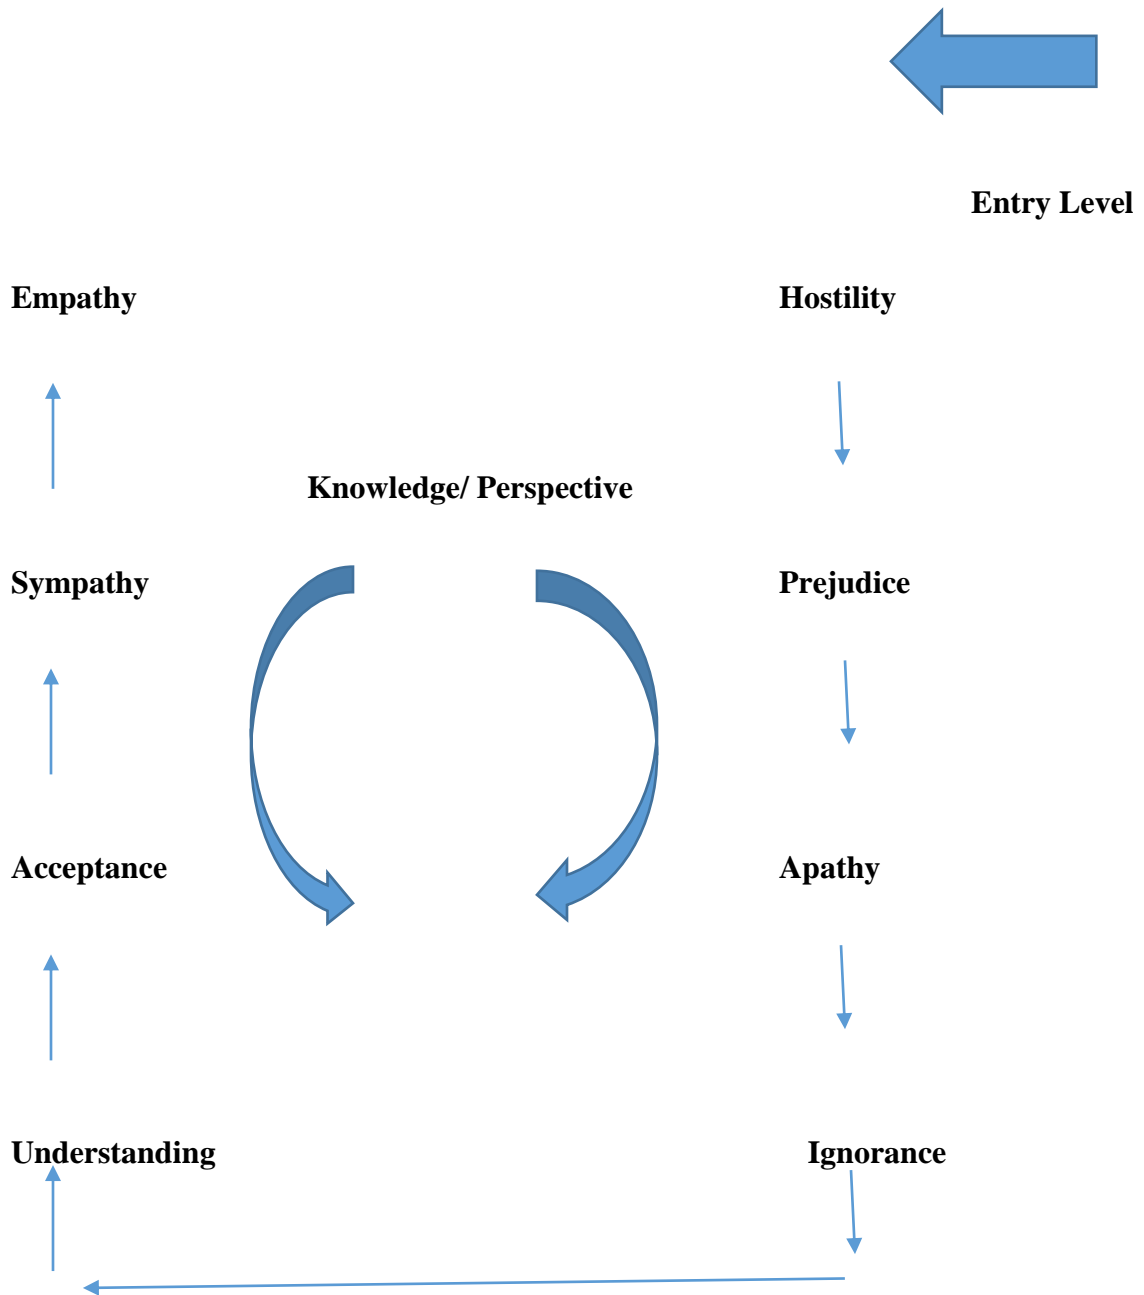 Entry Level
Empathy Hostility
Knowledge/ Perspective
Sympathy Prejudice
Acceptance Apathy
Understanding Ignorance